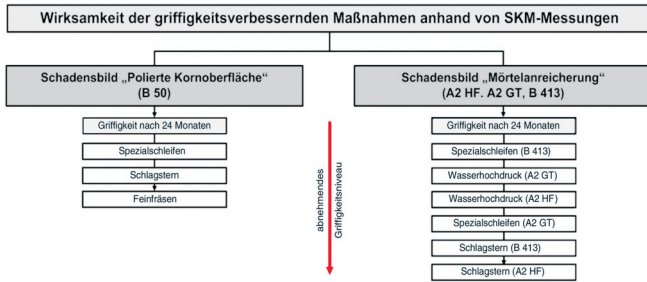 Wirksamkeit der griffigkeitsverbessernden Maßnahmen anhand von SKM-Messungen
Schadensbild „Polierte Kornoberfläche“
(B 50)
Griffigkeit nach 24 Monaten
Spezialschleifen
Schlagstern
Feinfräsen
abnehmendes
Griffigkeitsniveau
Schadensbild „Mörtelanreicherung“
(A2 HF. A2 GT, B 413)
Griffigkeit nach 24 Monaten
Spezialschleifen (B 413)
Wasserhochdruck (A2 GT)
Wasserhochdruck (A2 HF)
Spezialschleifen (A2 GT)
Schlagstern (B 413)
Schlagstern (A2 HF)